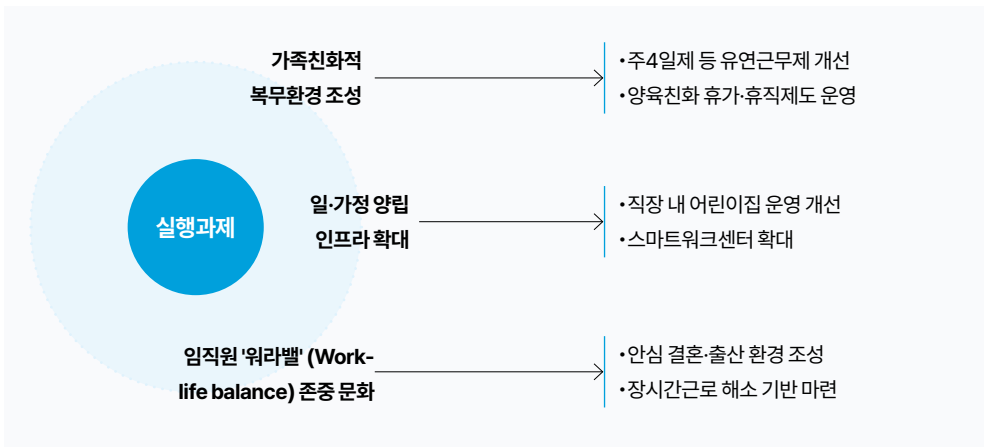 가족친화적
복무환경 조성
•주4일제 등 유연근무제 개선
•양육친화 휴가·휴직제도 운영
실행과제
일·가정 양립
인프라 확대
•직장 내 어린이집 운영 개선
•스마트워크센터 확대
임직원 '워라밸' (Work-
life balance) 존중 문화
•안심 결혼·출산 환경 조성
•장시간근로 해소 기반 마련